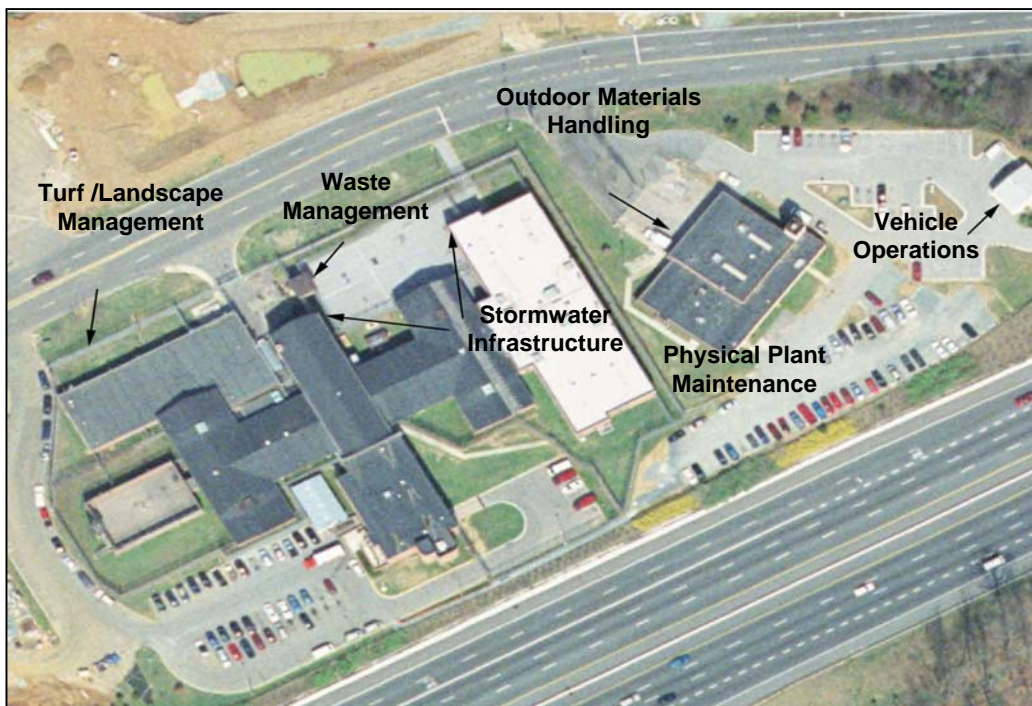 Outdoor Materials
Handling
Turf /Landscape
Management
Waste
Management
Vehicle
Operations
Stormwater
Infrastructure
Physical Plant
Maintenance